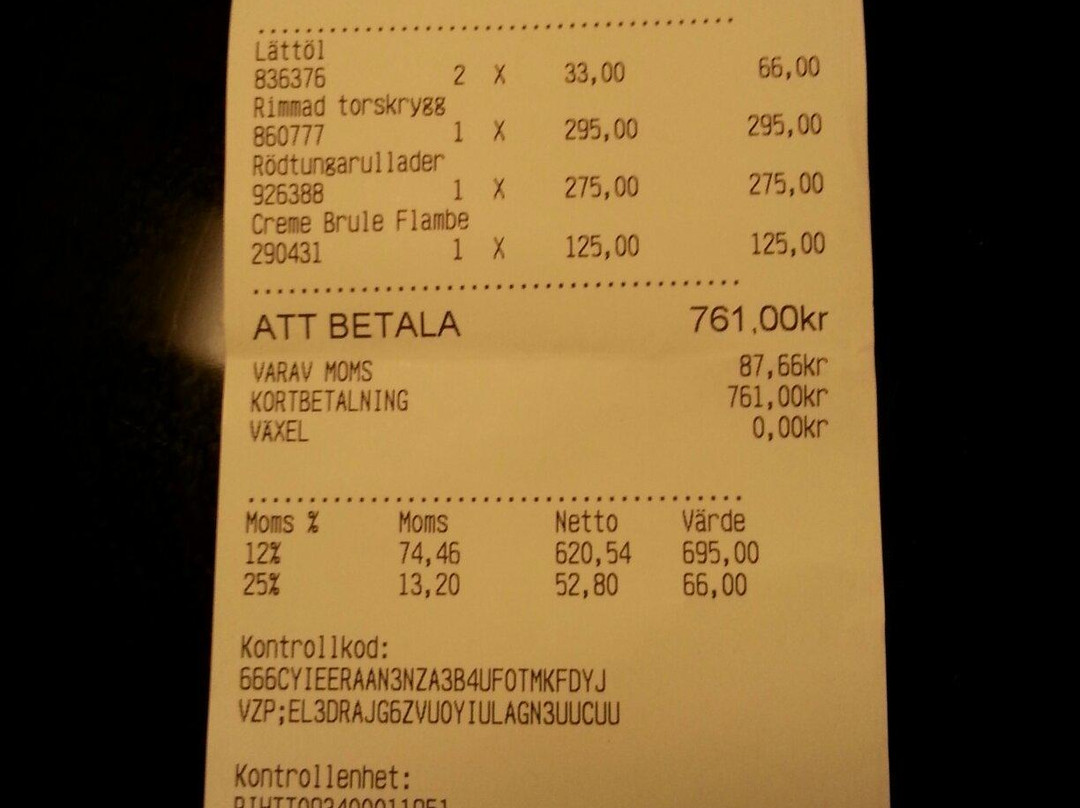 Lättöl
836376 2 X 33,00 66,00
Rimmad torskrygg
860777 1 X 295,00 295,00
Rödtungarullader
926388 1 X 275,00 275,00
Creme Brule Flambe
290431 1 X 125,00 125,00
ATT BETALA 761,00kr
VARAV MOMS 87,66kr
KORTBETALNING 761,00kr
VÄXEL 0,00kr
Moms % Moms Netto Värde
12% 74,46 620,54 695,00
25% 13,20 52,80 66,00
Kontrollkod:
666CYIEERAAN3NZA3B4UFOTMKFDYJ
VZP;EL3DRAJG6ZVUOYIULAGN3UUCUU
Kontrollenhet: